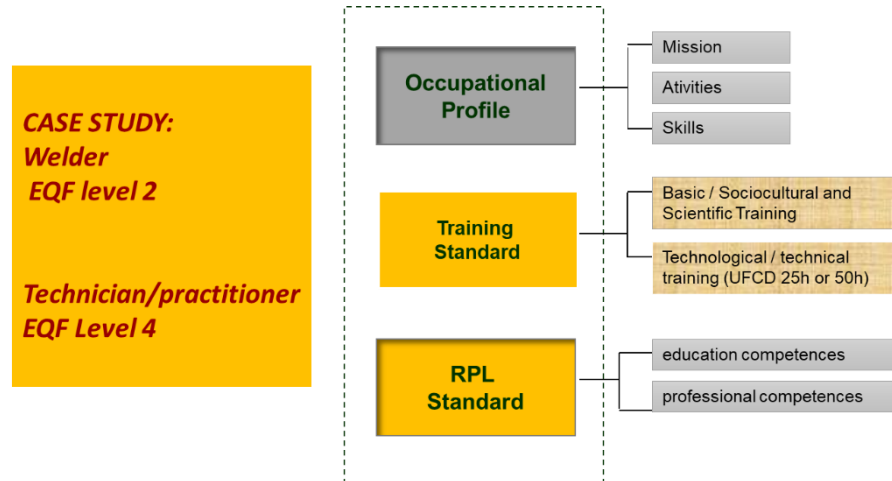 CASE STUDY:
Welder
EQF level 2
Technician/practitioner
EQF Level 4
Occupational
Profile
Mission
Ativities
Skills
Training
Standard
Basic / Sociocultural and
Scientific Training
Technological / technical
training (UFCD 25h or 50h)
RPL
Standard
education competences
professional competences